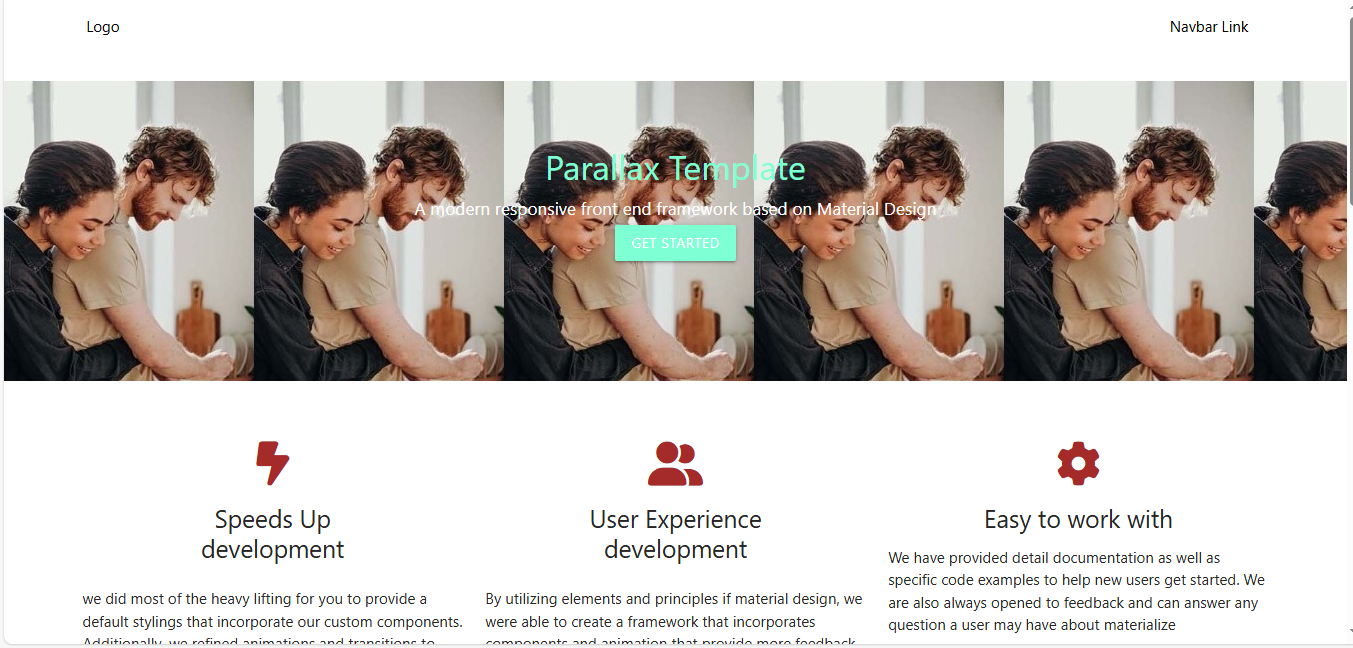 Logo
Navbar Link
Parallax Template
A modern responsive front end framework based on Material Design
GET STARTED
Speeds Up
development
we did most of the heavy lifting for you to provide a
default stylings that incorporate our custom components.
Additionally, we refined animations and transitions to
User Experience
development
By utilizing elements and principles if material design, we
were able to create a framework that incorporates
components and animation that provide more feedback
Easy to work with
We have provided detail documentation as well as
specific code examples to help new users get started. We
are also always opened to feedback and can answer any
question a user may have about materialize